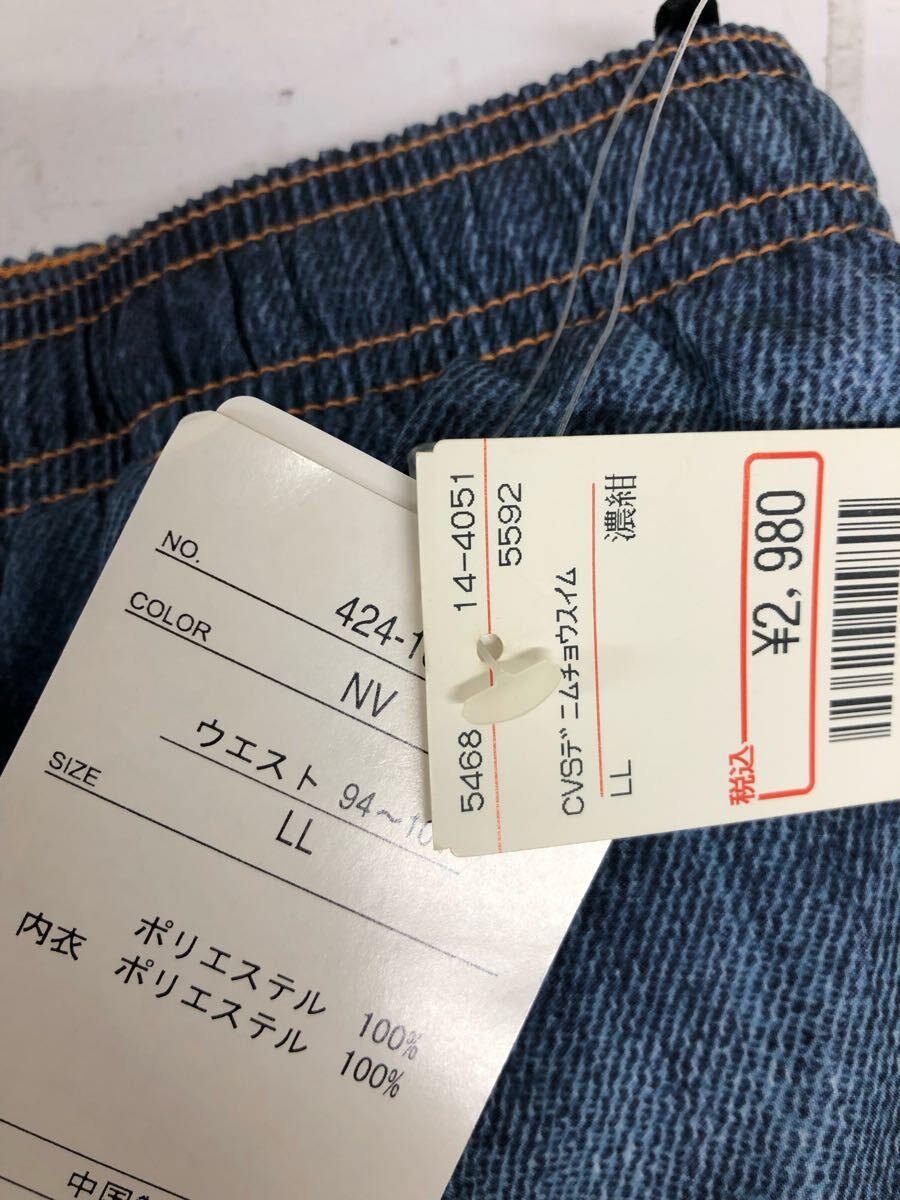 NO. 424-1
COLOR NV
ウエスト 94〜10
SIZE LL
ポリエステル 100%
内衣 ポリエステル 100%
中国
5468 14-4051
5592
CVSデニムチョウスイム
LL 濃紺
¥2,980
税込